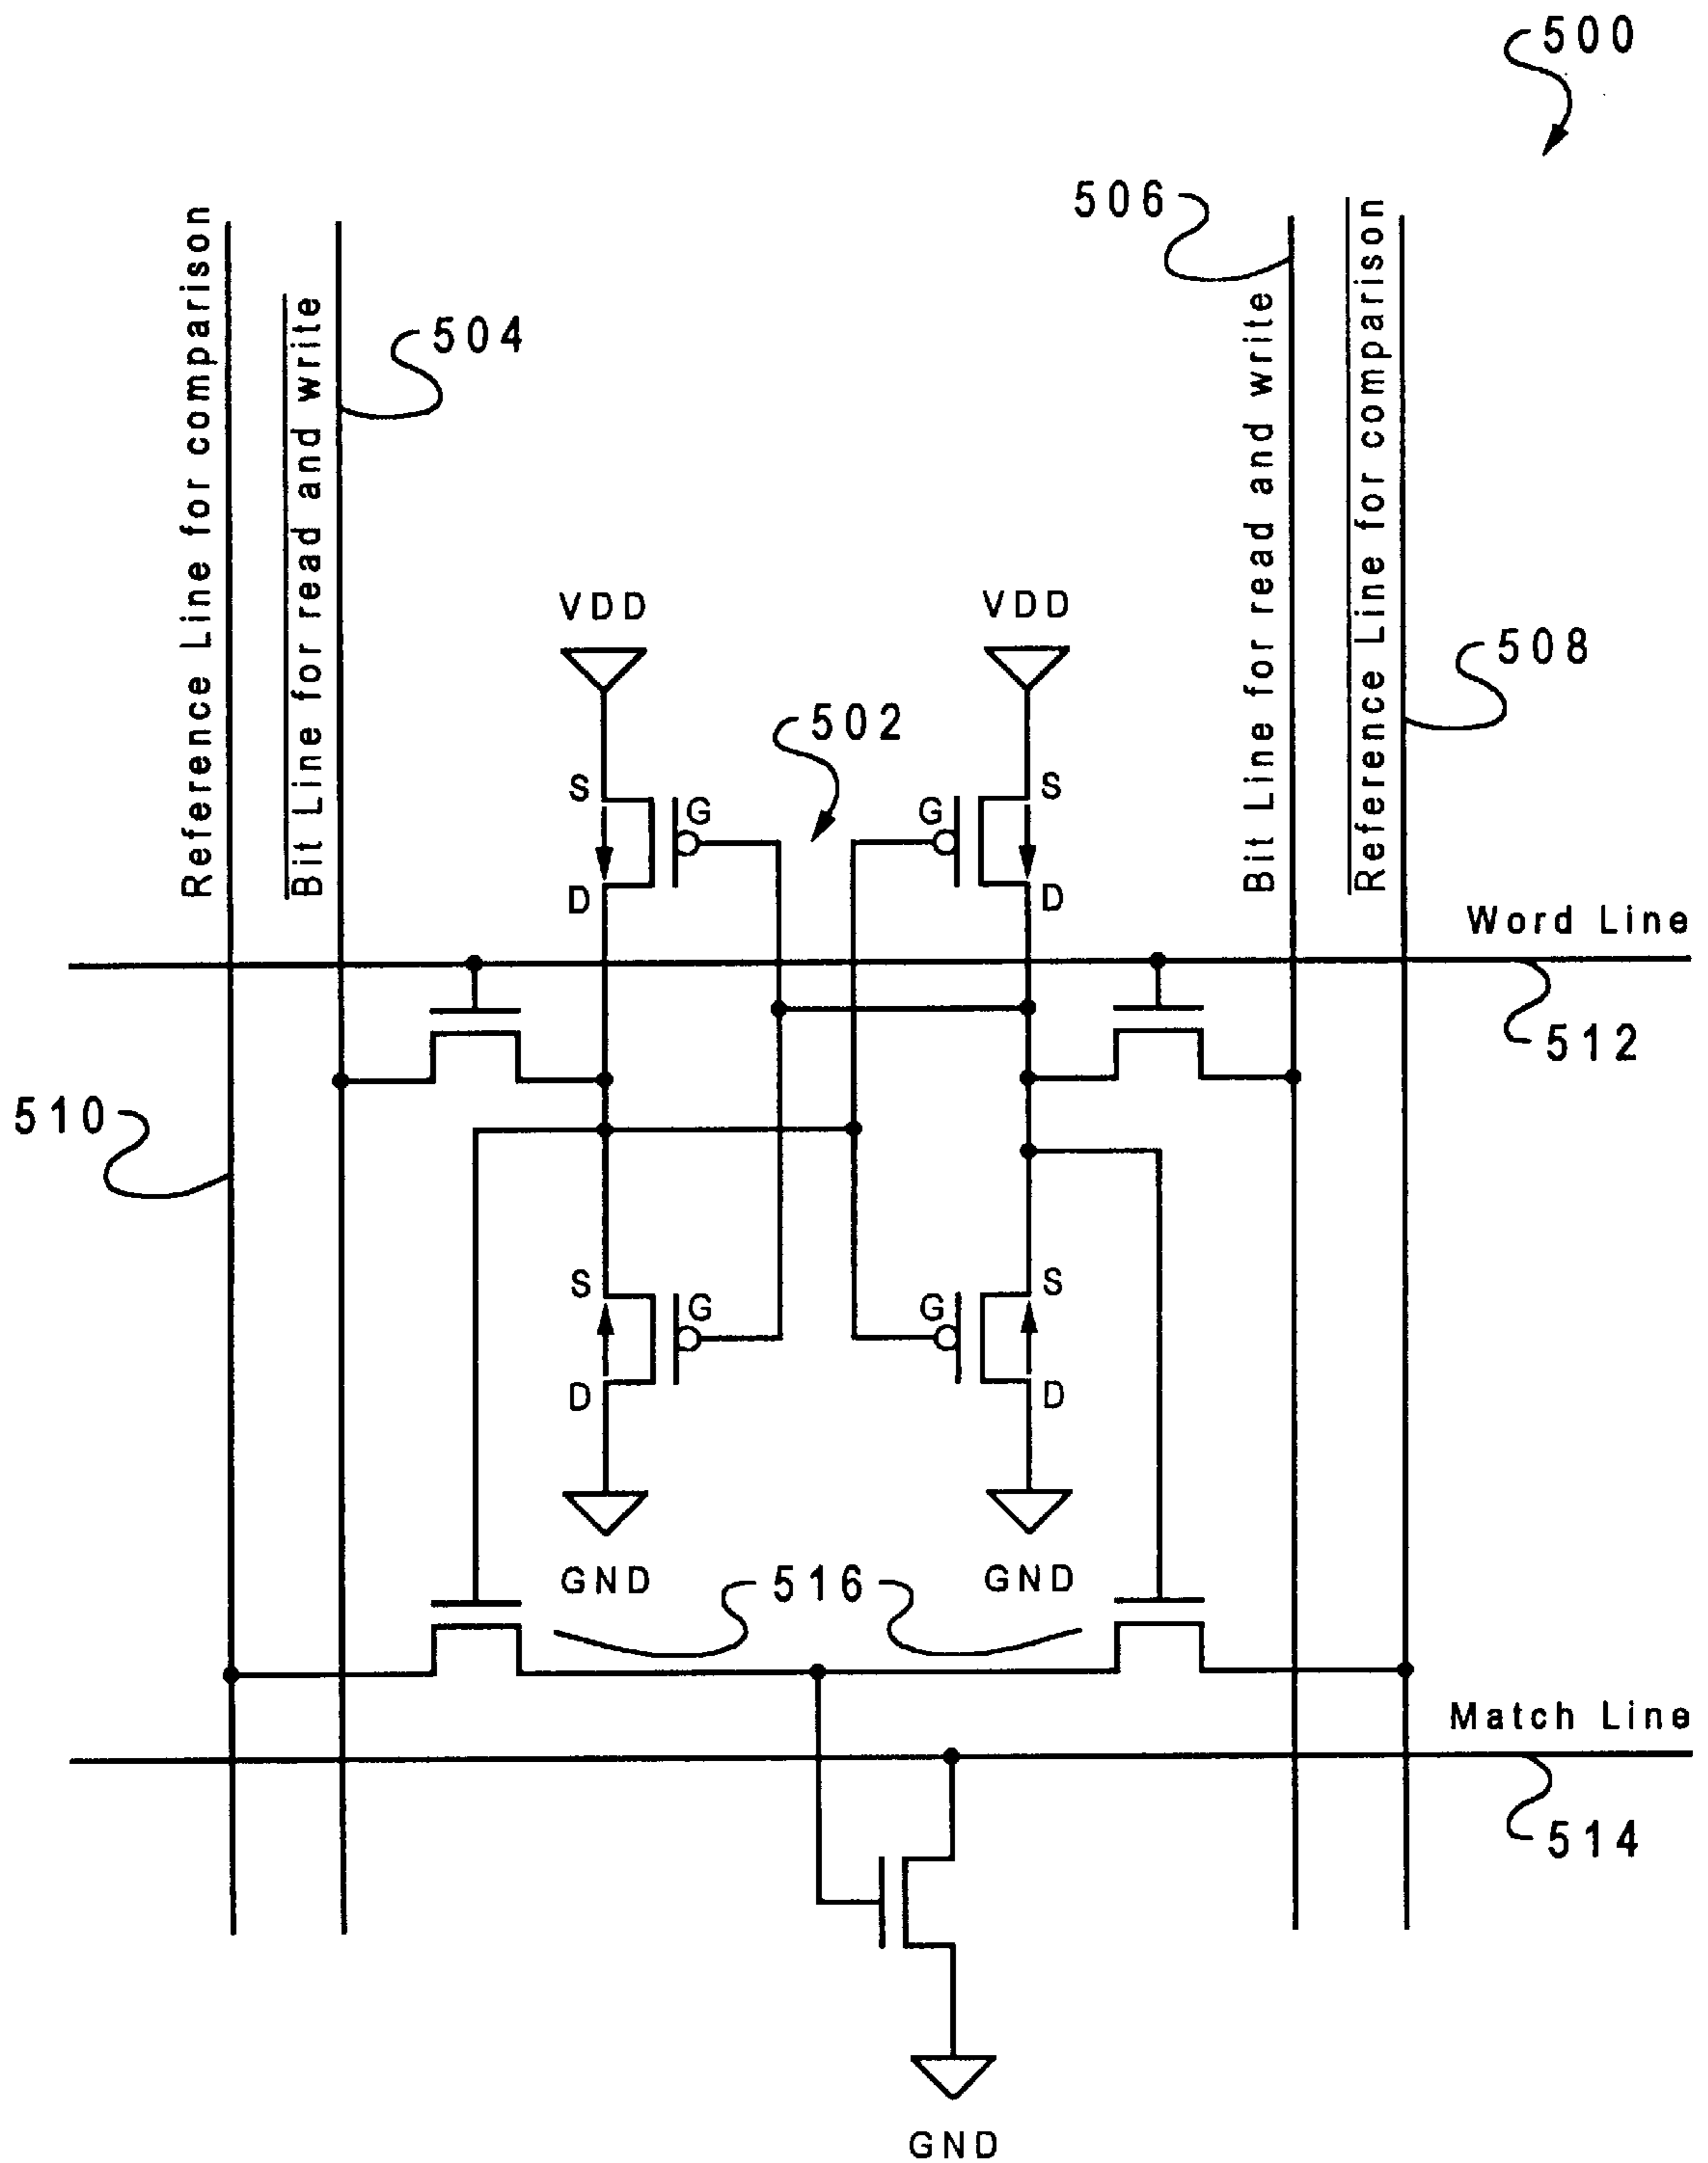 500
506
Reference Line for comparison
Bit Line for read and write
504
Bit Line for read and write
Reference Line for comparison
VDD
VDD
508
502
S
G
G
S
D
D
Word Line
512
510
S
G
G
S
D
D
GND
516
GND
Match Line
514
GND